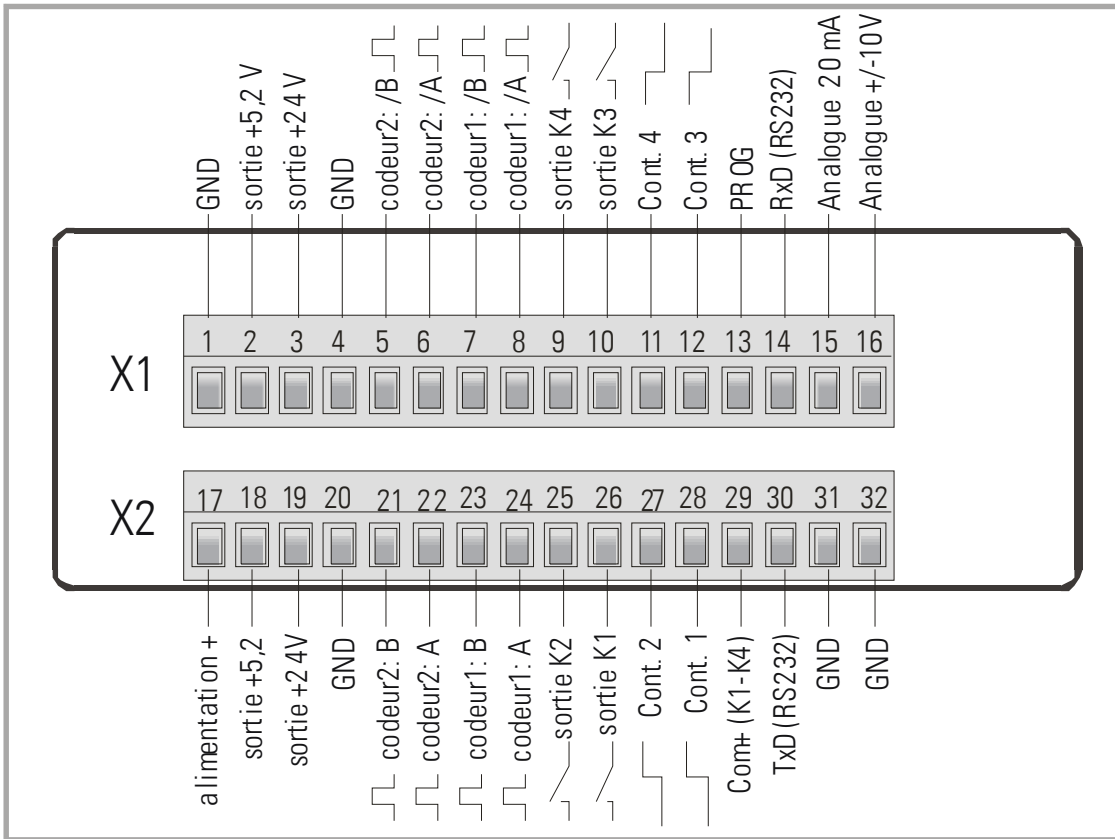 GND
sortie +5,2 V
sortie +24 V
GND
codeur2: /B
codeur2: /A
codeur1: /B
codeur1: /A
sortie K4
sortie K3
Cont. 4
Cont. 3
PROG
RxD (RS232)
Analogue 20 mA
Analogue +/-10V
X1
1 2 3 4 5 6 7 8 9 10 11 12 13 14 15 16
X2
17 18 19 20 21 22 23 24 25 26 27 28 29 30 31 32
alimentation +
sortie +5,2
sortie +24V
GND
codeur2: B
codeur2: A
codeur1: B
codeur1: A
sortie K2
sortie K1
Cont. 2
Cont. 1
Com+ (K1-K4)
TxD (RS232)
GND
GND